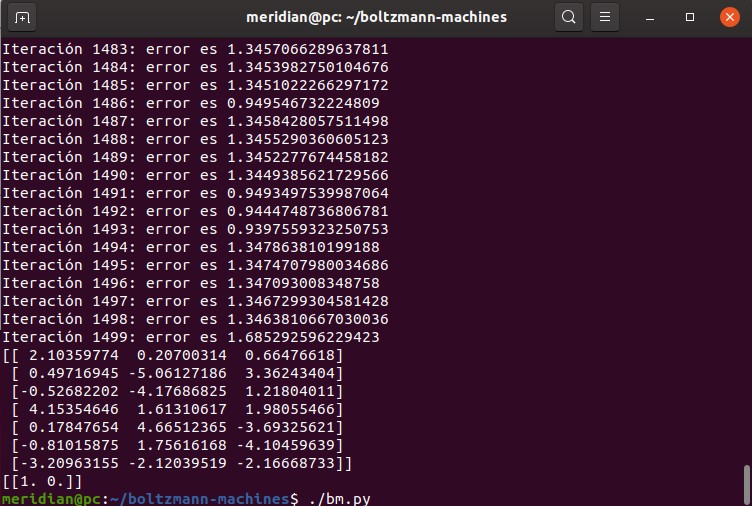 meridian@pc: ~/boltzmann-machines
Iteración 1483: error es 1.3457066289637811
Iteración 1484: error es 1.3453982750104676
Iteración 1485: error es 1.3451022266297172
Iteración 1486: error es 0.949546732224809
Iteración 1487: error es 1.3458428057511498
Iteración 1488: error es 1.3455290360605123
Iteración 1489: error es 1.3452277674458182
Iteración 1490: error es 1.3449385621729566
Iteración 1491: error es 0.9493497539987064
Iteración 1492: error es 0.9444748736806781
Iteración 1493: error es 0.9397559323250753
Iteración 1494: error es 1.347863810199188
Iteración 1495: error es 1.3474707980034686
Iteración 1496: error es 1.347093008348758
Iteración 1497: error es 1.3467299304581428
Iteración 1498: error es 1.3463810667030036
Iteración 1499: error es 1.685292596229423
[[ 2.10359774  0.20700314  0.66476618]
 [ 0.49716945 -5.06127186  3.36243404]
 [-0.52682202 -4.17686825  1.21804011]
 [ 4.15354646  1.61310617  1.98055466]
 [ 0.17847654  4.66512365 -3.69325621]
 [-0.81015875  1.75616168 -4.10459639]
 [-3.20963155 -2.12039519 -2.16668733]]
[[1. 0.]]
meridian@pc:~/boltzmann-machines$ ./bm.py